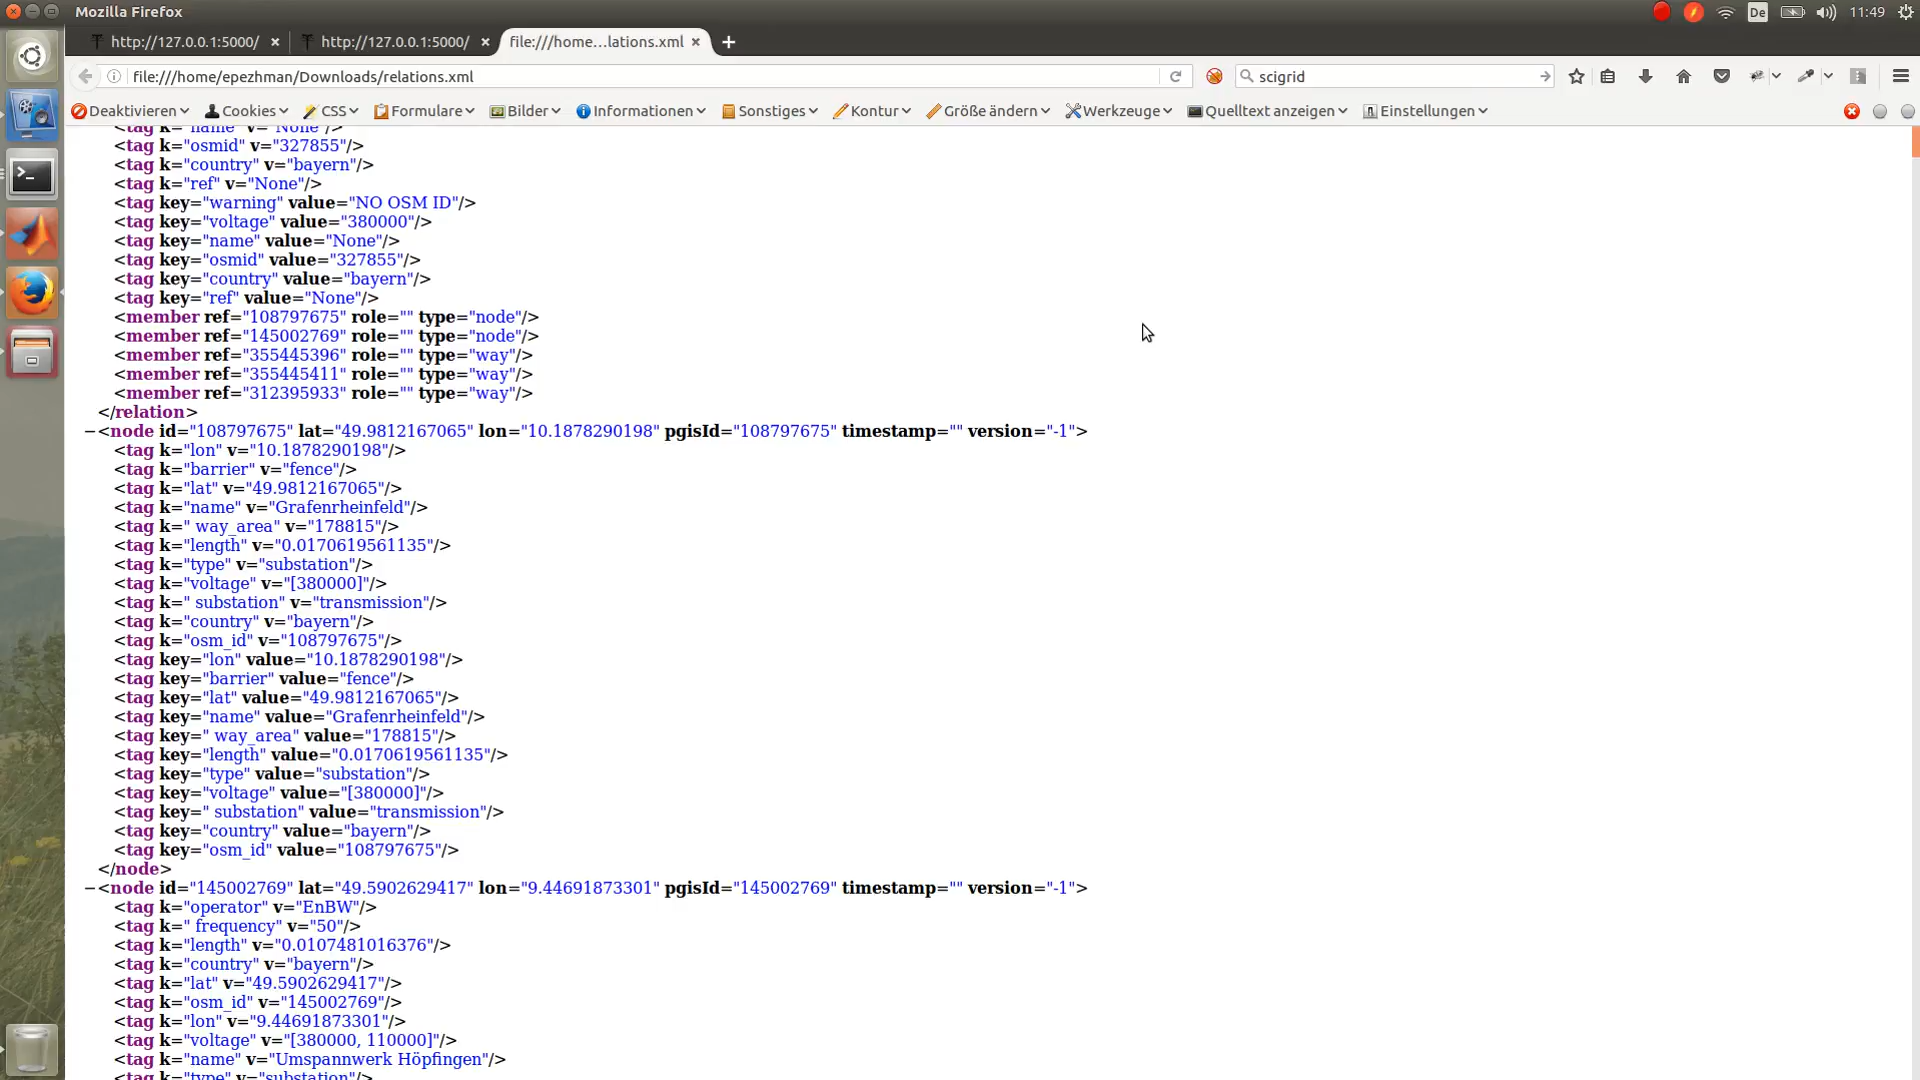 Mozilla Firefox
De
11:49
http://127.0.0.1:5000/
http://127.0.0.1:5000/
file:///home...lations.xml
file:///home/epezhman/Downloads/relations.xml
scigrid
Deaktivieren
Cookies
CSS
Formulare
Bilder
Informationen
Sonstiges
Kontur
Größe ändern
Werkzeuge
Quelltext anzeigen
Einstellungen
<tag k="name" v="None"/>
<tag k="osmid" v="327855"/>
<tag k="country" v="bayern"/>
<tag k="ref" v="None"/>
<tag key="warning" value="NO OSM ID"/>
<tag key="voltage" value="380000"/>
<tag key="name" value="None"/>
<tag key="osmid" value="327855"/>
<tag key="country" value="bayern"/>
<tag key="ref" value="None"/>
<member ref="108797675" role="" type="node"/>
<member ref="145002769" role="" type="node"/>
<member ref="355445396" role="" type="way"/>
<member ref="355445411" role="" type="way"/>
<member ref="312395933" role="" type="way"/>
</relation>
−<node id="108797675" lat="49.9812167065" lon="10.1878290198" pgisId="108797675" timestamp="" version="-1">
<tag k="lon" v="10.1878290198"/>
<tag k="barrier" v="fence"/>
<tag k="lat" v="49.9812167065"/>
<tag k="name" v="Grafenrheinfeld"/>
<tag k=" way_area" v="178815"/>
<tag k="length" v="0.0170619561135"/>
<tag k="type" v="substation"/>
<tag k="voltage" v="[380000]"/>
<tag k=" substation" v="transmission"/>
<tag k="country" v="bayern"/>
<tag k="osm_id" v="108797675"/>
<tag key="lon" value="10.1878290198"/>
<tag key="barrier" value="fence"/>
<tag key="lat" value="49.9812167065"/>
<tag key="name" value="Grafenrheinfeld"/>
<tag key=" way_area" value="178815"/>
<tag key="length" value="0.0170619561135"/>
<tag key="type" value="substation"/>
<tag key="voltage" value="[380000]"/>
<tag key=" substation" value="transmission"/>
<tag key="country" value="bayern"/>
<tag key="osm_id" value="108797675"/>
</node>
−<node id="145002769" lat="49.5902629417" lon="9.44691873301" pgisId="145002769" timestamp="" version="-1">
<tag k="operator" v="EnBW"/>
<tag k=" frequency" v="50"/>
<tag k="length" v="0.0107481016376"/>
<tag k="country" v="bayern"/>
<tag k="lat" v="49.5902629417"/>
<tag k="osm_id" v="145002769"/>
<tag k="lon" v="9.44691873301"/>
<tag k="voltage" v="[380000, 110000]"/>
<tag k="name" v="Umspannwerk Höpfingen"/>
<tag k="type" v="substation"/>